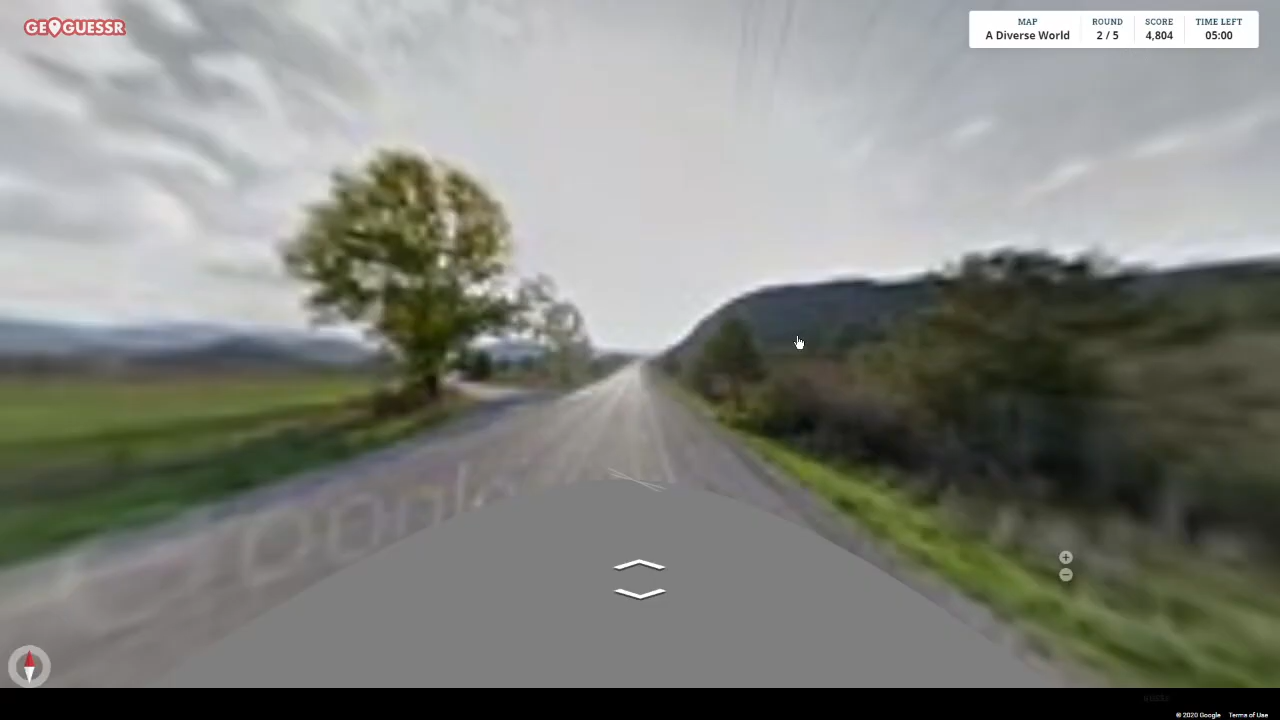 GEOGUESSR
MAP
A Diverse World
ROUND
2 / 5
SCORE
4,804
TIME LEFT
05:00
© 2020 Google
Terms of Use